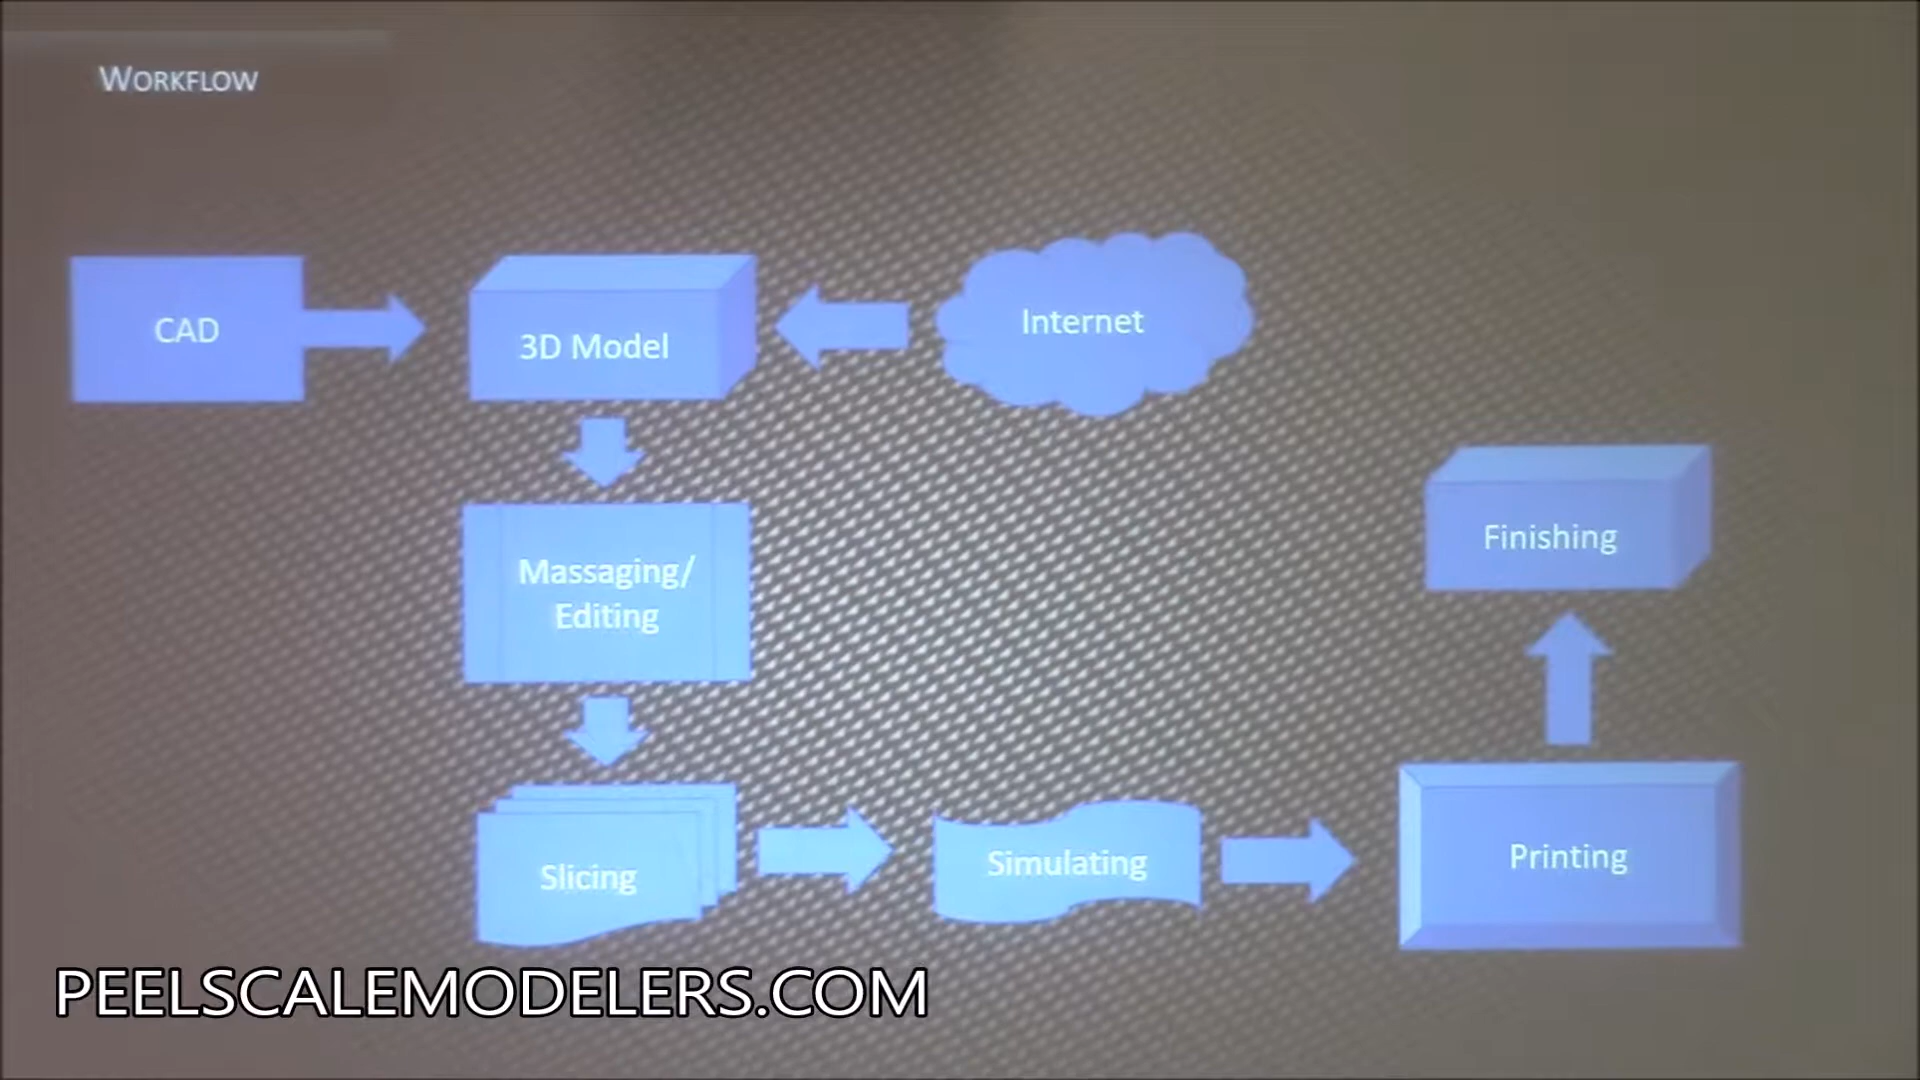 WORKFLOW
CAD
3D Model
Internet
Massaging/
Editing
Finishing
Slicing
Simulating
Printing
PEELSCALEMODELERS.COM